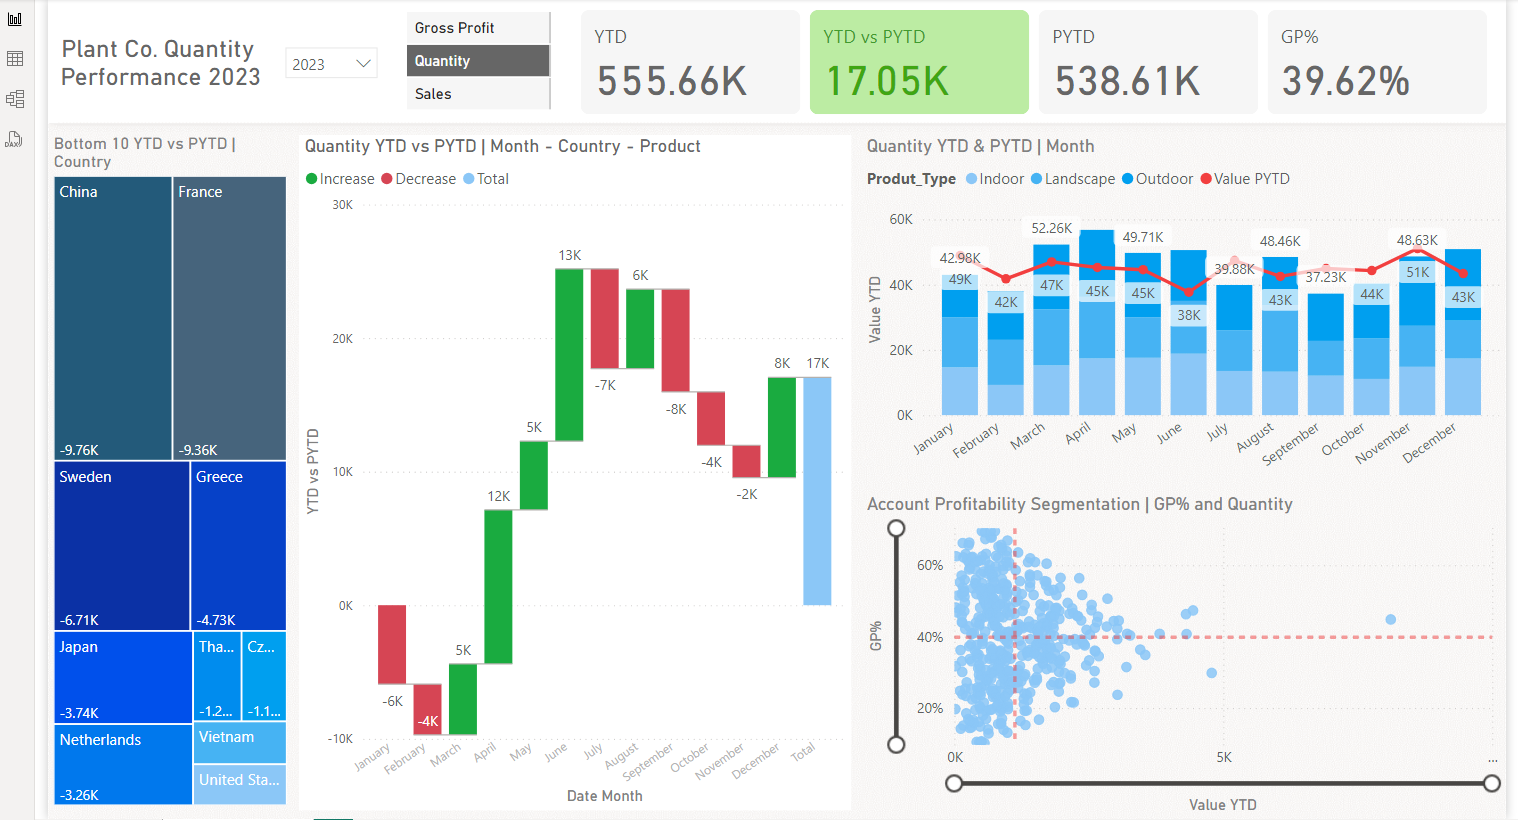 Plant Co. Quantity
Performance 2023
2023
Gross Profit
Quantity
Sales
YTD
555.66K
YTD vs PYTD
17.05K
PYTD
538.61K
GP%
39.62%
DAX
Bottom 10 YTD vs PYTD |
Country
China
-9.76K
France
-9.36K
Sweden
-6.71K
Greece
-4.73K
Japan
-3.74K
Tha...
-1.2...
Cz...
-1.1...
Netherlands
-3.26K
Vietnam
United Sta...
Quantity YTD vs PYTD | Month - Country - Product
Increase Decrease Total
YTD vs PYTD
30K
20K
10K
0K
-10K
-6K
-4K
5K
12K
5K
13K
-7K
6K
-8K
-4K
-2K
8K
17K
January
February
March
April
May
June
July
August
September
October
November
December
Total
Date Month
Quantity YTD & PYTD | Month
Produt_Type Indoor Landscape Outdoor Value PYTD
Value YTD
60K
40K
20K
0K
42.98K
52.26K
49.71K
39.88K
48.46K
37.23K
48.63K
49K
42K
47K
45K
45K
38K
43K
44K
51K
43K
January
February
March
April
May
June
July
August
September
October
November
December
Account Profitability Segmentation | GP% and Quantity
GP%
60%
40%
20%
0K
5K
...
Value YTD